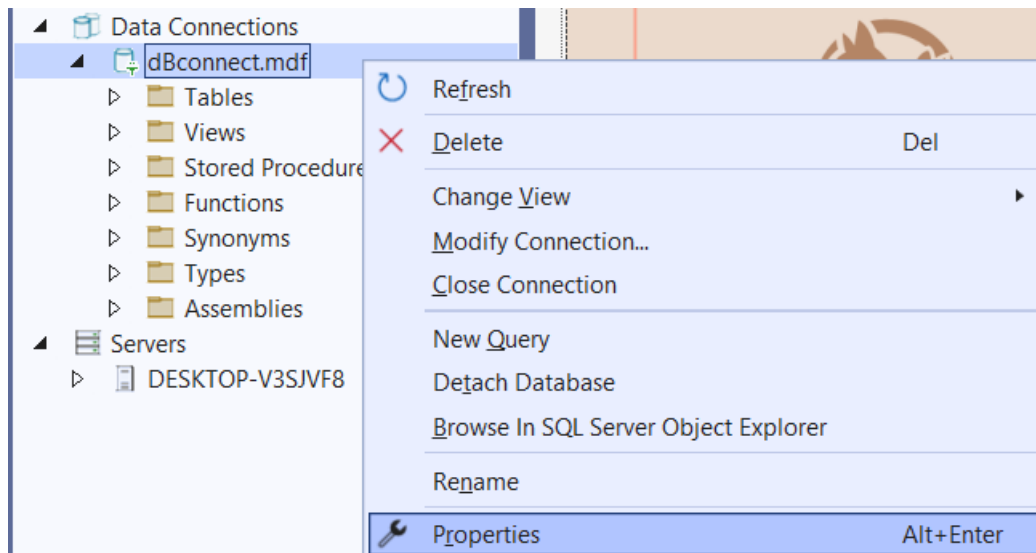 Data Connections
dBconnect.mdf
Tables
Views
Stored Procedure
Functions
Synonyms
Types
Assemblies
Servers
DESKTOP-V3SJVF8
Refresh
Delete Del
Change View
Modify Connection...
Close Connection
New Query
Detach Database
Browse In SQL Server Object Explorer
Rename
Properties Alt+Enter